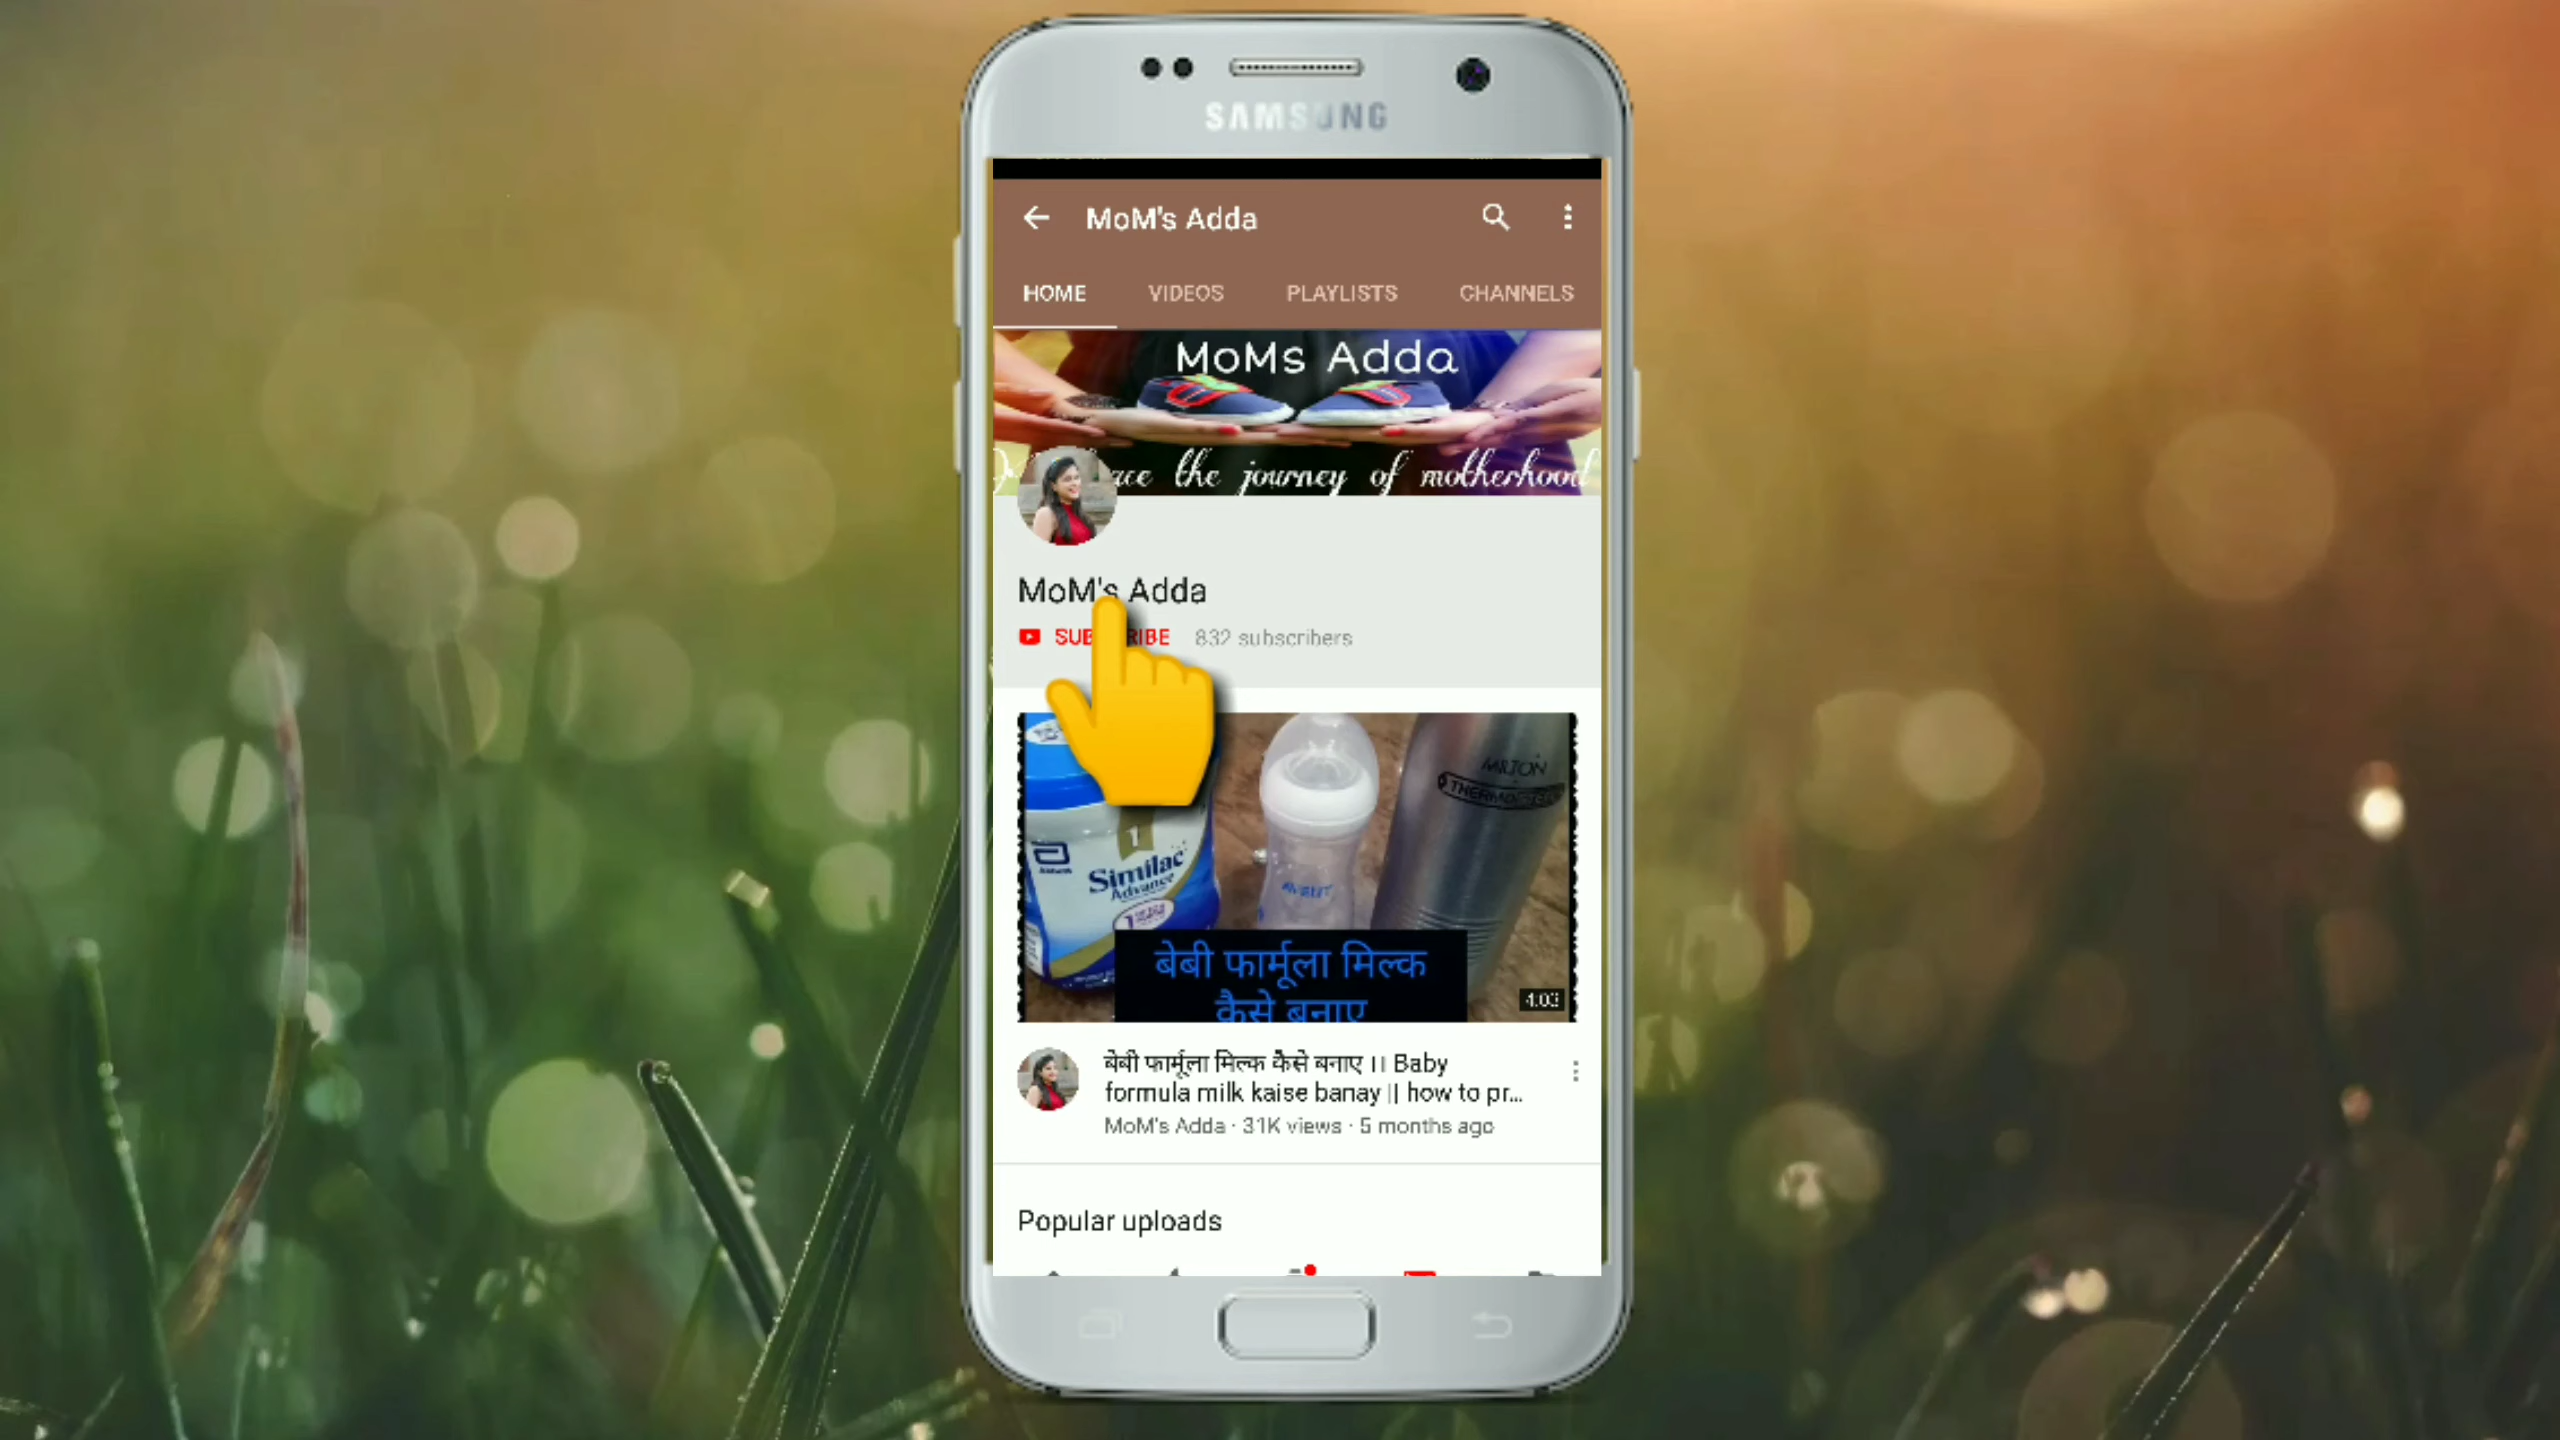 SAMSUNG
MoM's Adda
HOME VIDEOS PLAYLISTS CHANNELS
MoMs Adda
the journey of motherhood
MoM's Adda
832 subscribers
MILTON
1
Similac
Advance
बेबी फार्मूला मिल्क
कैसे बनाए
4:03
बेबी फार्मूला मिल्क कैसे बनाए ।। Baby
formula milk kaise banay || how to pr...
MoM's Adda · 31K views · 5 months ago
Popular uploads